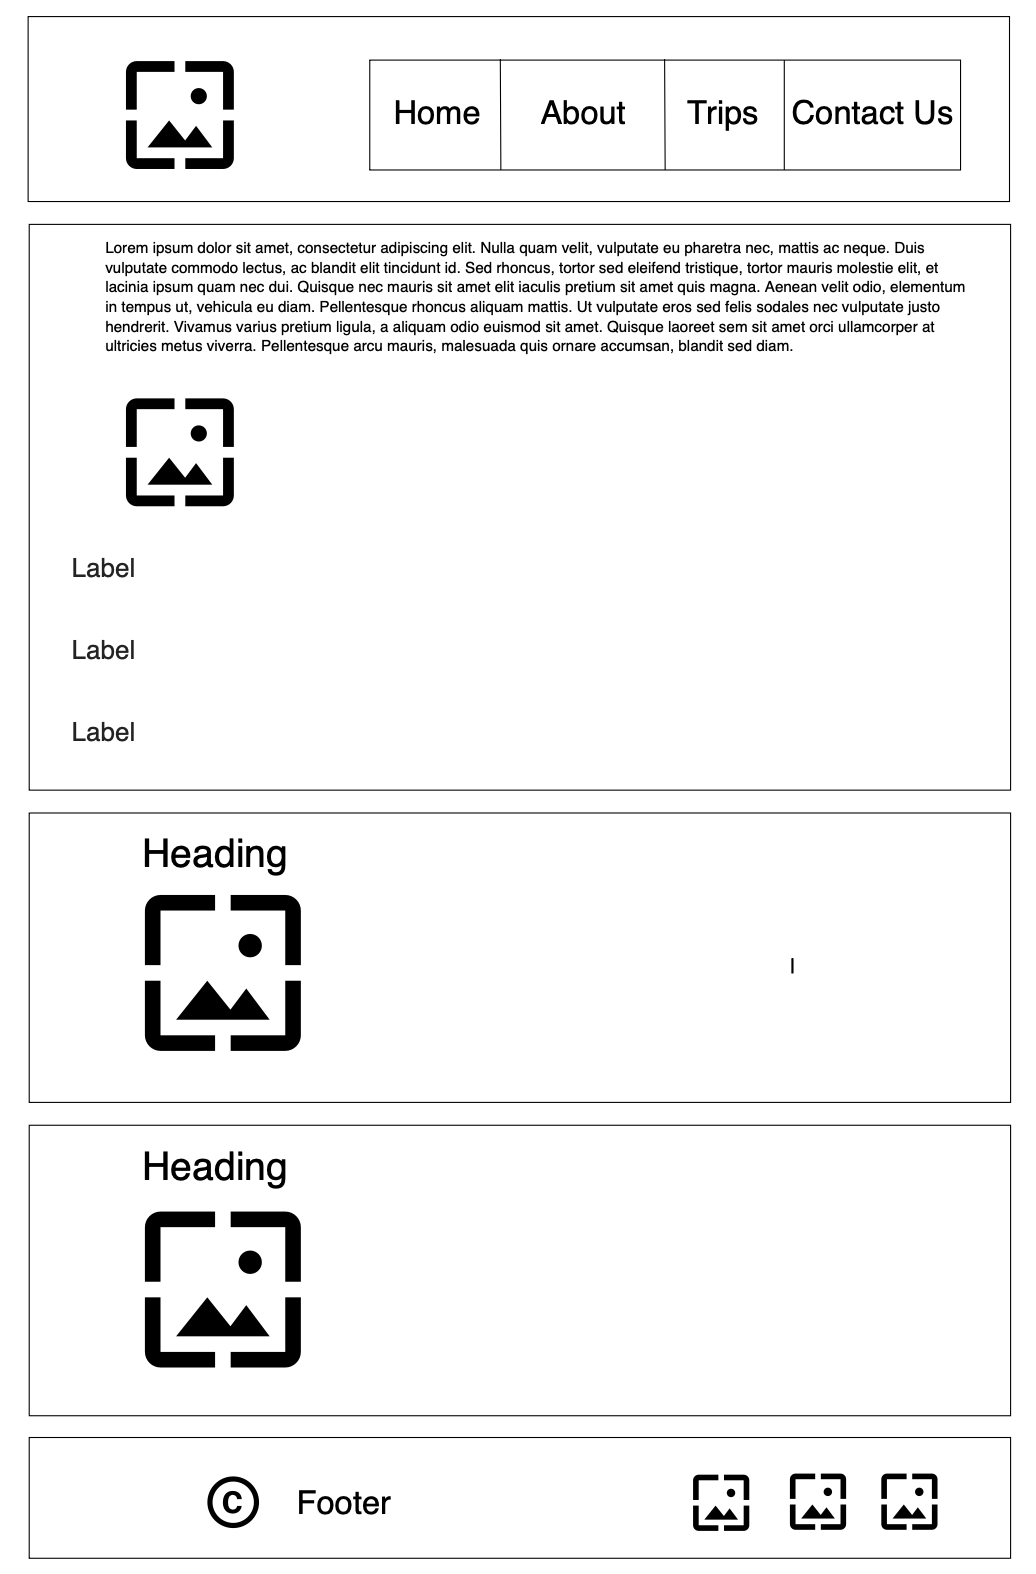 Home About Trips Contact Us
Lorem ipsum dolor sit amet, consectetur adipiscing elit. Nulla quam velit, vulputate eu pharetra nec, mattis ac neque. Duis
vulputate commodo lectus, ac blandit elit tincidunt id. Sed rhoncus, tortor sed eleifend tristique, tortor mauris molestie elit, et
lacinia ipsum quam nec dui. Quisque nec mauris sit amet elit iaculis pretium sit amet quis magna. Aenean velit odio, elementum
in tempus ut, vehicula eu diam. Pellentesque rhoncus aliquam mattis. Ut vulputate eros sed felis sodales nec vulputate justo
hendrerit. Vivamus varius pretium ligula, a aliquam odio euismod sit amet. Quisque laoreet sem sit amet orci ullamcorper at
ultricies metus viverra. Pellentesque arcu mauris, malesuada quis ornare accumsan, blandit sed diam.
Label
Label
Label
Heading
I
Heading
© Footer